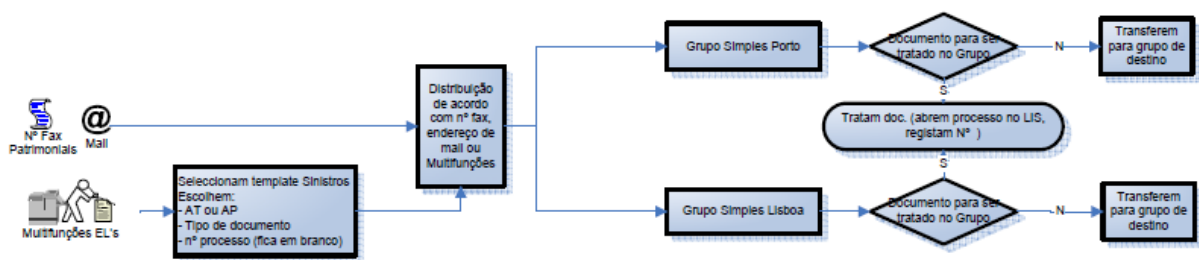 Nº Fax
Patrimoniais
@
Mail
Multifunções EL's
Seleccionam template Sinistros
Escolhem:
- AT ou AP
- Tipo de documento
- nº processo (fica em branco)
Distribuição
de acordo
com nº fax,
endereço de
mail ou
Multifunções
Grupo Simples Porto
Documento para ser
tratado no Grupo
N
Transferem
para grupo de
destino
S
Tratam doc. (abrem processo no LIS,
registam Nº )
S
Grupo Simples Lisboa
Documento para ser
tratado no Grupo
N
Transferem
para grupo de
destino